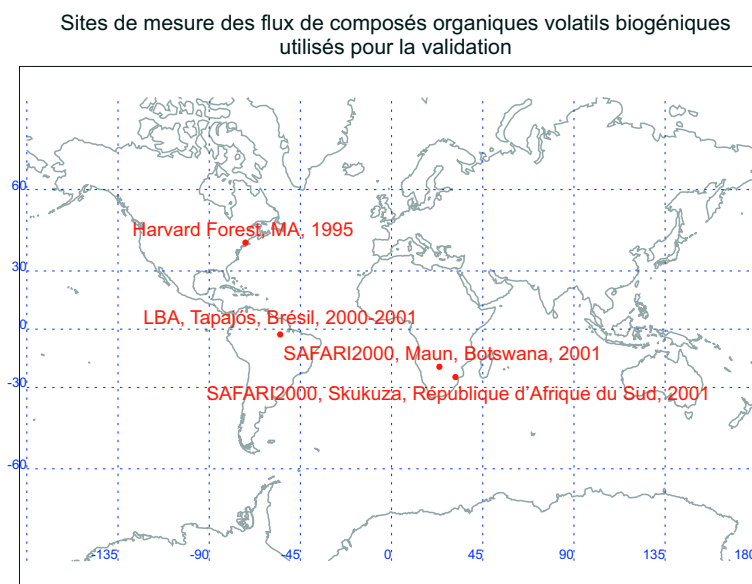 Sites de mesure des flux de composés organiques volatils biogéniques
utilisés pour la validation
60
Harvard Forest, MA, 1995
30
LBA, Tapajós, Brésil, 2000-2001
0
SAFARI2000, Maun, Botswana, 2001
-30
SAFARI2000, Skukuza, République d'Afrique du Sud, 2001
-60
-135 -90 -45 0 45 90 135 180